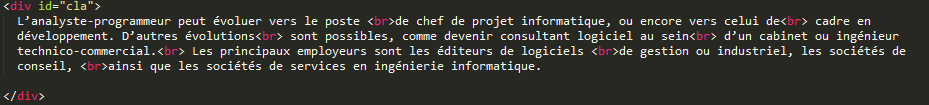 <div id="cla">
L’analyste-programmeur peut évoluer vers le poste <br>de chef de projet informatique, ou encore vers celui de<br> cadre en
développement. D’autres évolutions<br> sont possibles, comme devenir consultant logiciel au sein<br> d’un cabinet ou ingénieur
technico-commercial.<br> Les principaux employeurs sont les éditeurs de logiciels <br>de gestion ou industriel, les sociétés de
conseil, <br>ainsi que les sociétés de services en ingénierie informatique.
</div>